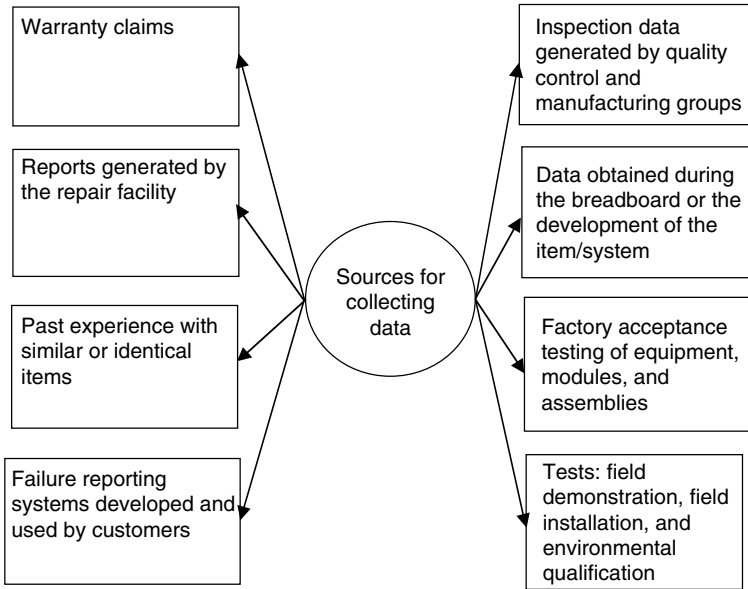 Warranty claims
Reports generated by
the repair facility
Past experience with
similar or identical
items
Failure reporting
systems developed and
used by customers
Sources for
collecting
data
Inspection data
generated by quality
control and
manufacturing groups
Data obtained during
the breadboard or the
development of the
item/system
Factory acceptance
testing of equipment,
modules, and
assemblies
Tests: field
demonstration, field
installation, and
environmental
qualification